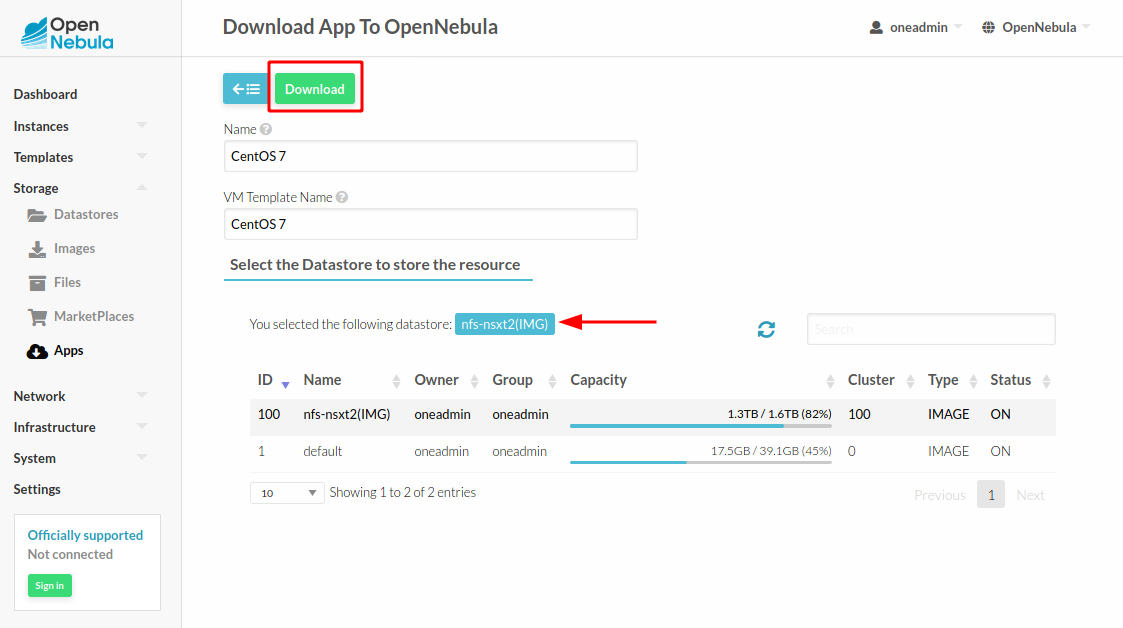 Open
Nebula
Download App To OpenNebula
oneadmin
OpenNebula
Dashboard
Instances
Templates
Storage
Datastores
Images
Files
MarketPlaces
Apps
Network
Infrastructure
System
Settings
Officially supported
Not connected
Sign in
Download
Name
CentOS 7
VM Template Name
CentOS 7
Select the Datastore to store the resource
You selected the following datastore: nfs-nsxt2(IMG)
Search
ID Name Owner Group Capacity Cluster Type Status
100 nfs-nsxt2(IMG) oneadmin oneadmin 1.3TB / 1.6TB (82%) 100 IMAGE ON
1 default oneadmin oneadmin 17.5GB / 39.1GB (45%) 0 IMAGE ON
10 Showing 1 to 2 of 2 entries
Previous 1 Next